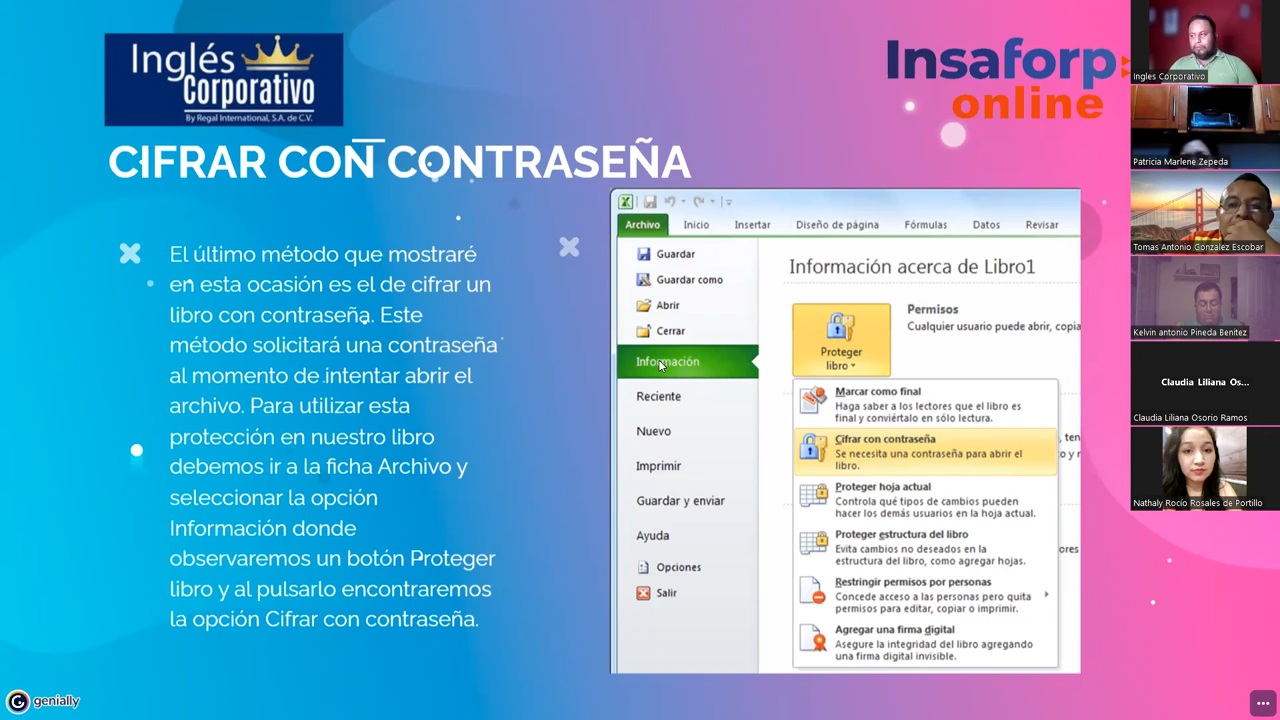 Inglés
Corporativo
By Regal International, S.A. de C.V.
Insaforp
online
CIFRAR CON CONTRASEÑA
El último método que mostraré
en esta ocasión es el de cifrar un
libro con contraseña. Este
método solicitará una contraseña
al momento de intentar abrir el
archivo. Para utilizar esta
protección en nuestro libro
debemos ir a la ficha Archivo y
seleccionar la opción
Información donde
observaremos un botón Proteger
libro y al pulsarlo encontraremos
la opción Cifrar con contraseña.
Archivo Inicio Insertar Diseño de página Fórmulas Datos Revisar
Guardar
Guardar como
Abrir
Cerrar
Información
Reciente
Nuevo
Imprimir
Guardar y enviar
Ayuda
Opciones
Salir
Información acerca de Libro1
Proteger
libro
Permisos
Cualquier usuario puede abrir, copia
Marcar como final
Haga saber a los lectores que el libro es
final y conviértalo en sólo lectura.
Cifrar con contraseña
Se necesita una contraseña para abrir el
libro.
Proteger hoja actual
Controla qué tipos de cambios pueden
hacer los demás usuarios en la hoja actual.
Proteger estructura del libro
Evita cambios no deseados en la
estructura del libro, como agregar hojas.
Restringir permisos por personas
Concede acceso a las personas pero quita
permisos para editar, copiar o imprimir.
Agregar una firma digital
Asegure la integridad del libro agregando
una firma digital invisible.
Ingles Corporativo
Patricia Marlene Zepeda
Tomas Antonio Gonzalez Escobar
Kelvin antonio Pineda Benitez
Claudia Liliana Os...
Claudia Liliana Osorio Ramos
Nathaly Rocío Rosales de Portillo
genially